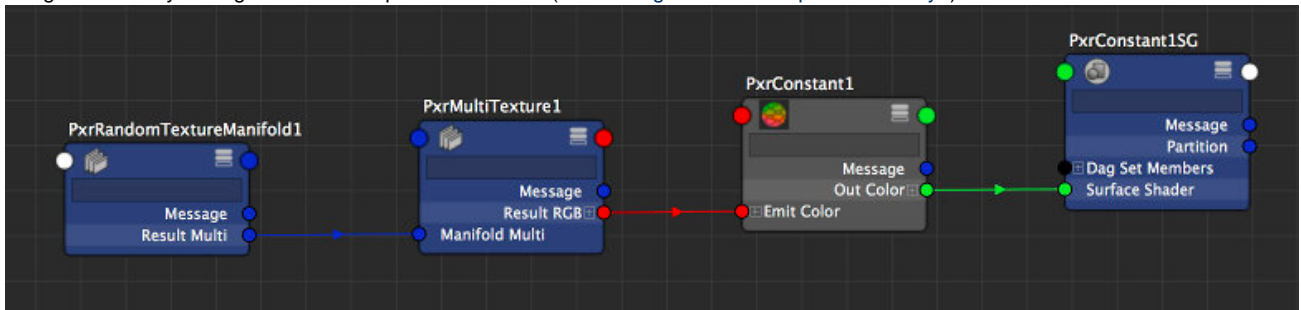 PxrConstant1SG
PxrConstant1
PxrMultiTexture1
PxrRandomTextureManifold1
Message
Result Multi
Message
Result RGB
Manifold Multi
Message
Out Color
Emit Color
Message
Partition
Dag Set Members
Surface Shader